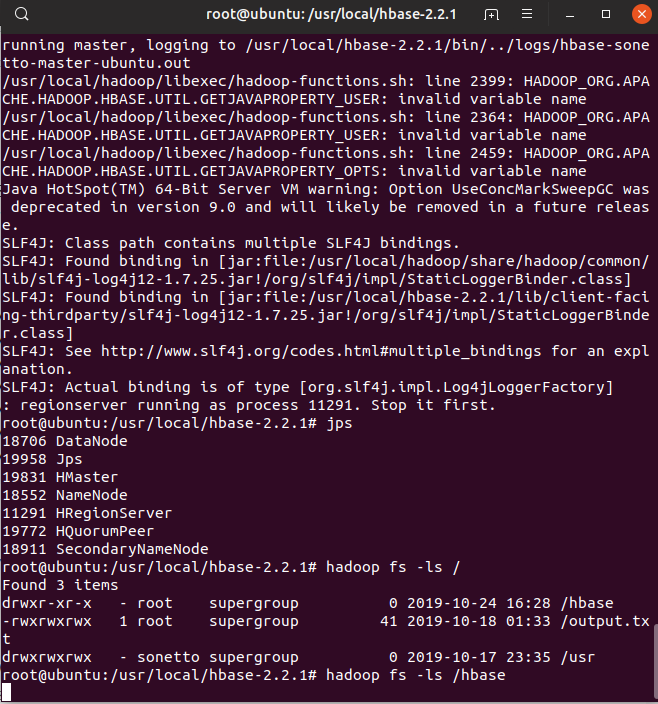 root@ubuntu: /usr/local/hbase-2.2.1
running master, logging to /usr/local/hbase-2.2.1/bin/../logs/hbase-sone
tto-master-ubuntu.out
/usr/local/hadoop/libexec/hadoop-functions.sh: line 2399: HADOOP_ORG.APA
CHE.HADOOP.HBASE.UTIL.GETJAVAPROPERTY_USER: invalid variable name
/usr/local/hadoop/libexec/hadoop-functions.sh: line 2364: HADOOP_ORG.APA
CHE.HADOOP.HBASE.UTIL.GETJAVAPROPERTY_USER: invalid variable name
/usr/local/hadoop/libexec/hadoop-functions.sh: line 2459: HADOOP_ORG.APA
CHE.HADOOP.HBASE.UTIL.GETJAVAPROPERTY_OPTS: invalid variable name
Java HotSpot(TM) 64-Bit Server VM warning: Option UseConcMarkSweepGC was
 deprecated in version 9.0 and will likely be removed in a future releas
e.
SLF4J: Class path contains multiple SLF4J bindings.
SLF4J: Found binding in [jar:file:/usr/local/hadoop/share/hadoop/common/
lib/slf4j-log4j12-1.7.25.jar!/org/slf4j/impl/StaticLoggerBinder.class]
SLF4J: Found binding in [jar:file:/usr/local/hbase-2.2.1/lib/client-faci
ng-thirdparty/slf4j-log4j12-1.7.25.jar!/org/slf4j/impl/StaticLoggerBinde
r.class]
SLF4J: See http://www.slf4j.org/codes.html#multiple_bindings for an expl
anation.
SLF4J: Actual binding is of type [org.slf4j.impl.Log4jLoggerFactory]
: regionserver running as process 11291. Stop it first.
root@ubuntu:/usr/local/hbase-2.2.1# jps
18706 DataNode
19958 Jps
19831 HMaster
18552 NameNode
11291 HRegionServer
19772 HQuorumPeer
18911 SecondaryNameNode
root@ubuntu:/usr/local/hbase-2.2.1# hadoop fs -ls /
Found 3 items
drwxr-xr-x   - root    supergroup          0 2019-10-24 16:28 /hbase
-rwxrwxrwx   1 root    supergroup         41 2019-10-18 01:33 /output.tx
t
drwxrwxrwx   - sonetto supergroup          0 2019-10-17 23:35 /usr
root@ubuntu:/usr/local/hbase-2.2.1# hadoop fs -ls /hbase